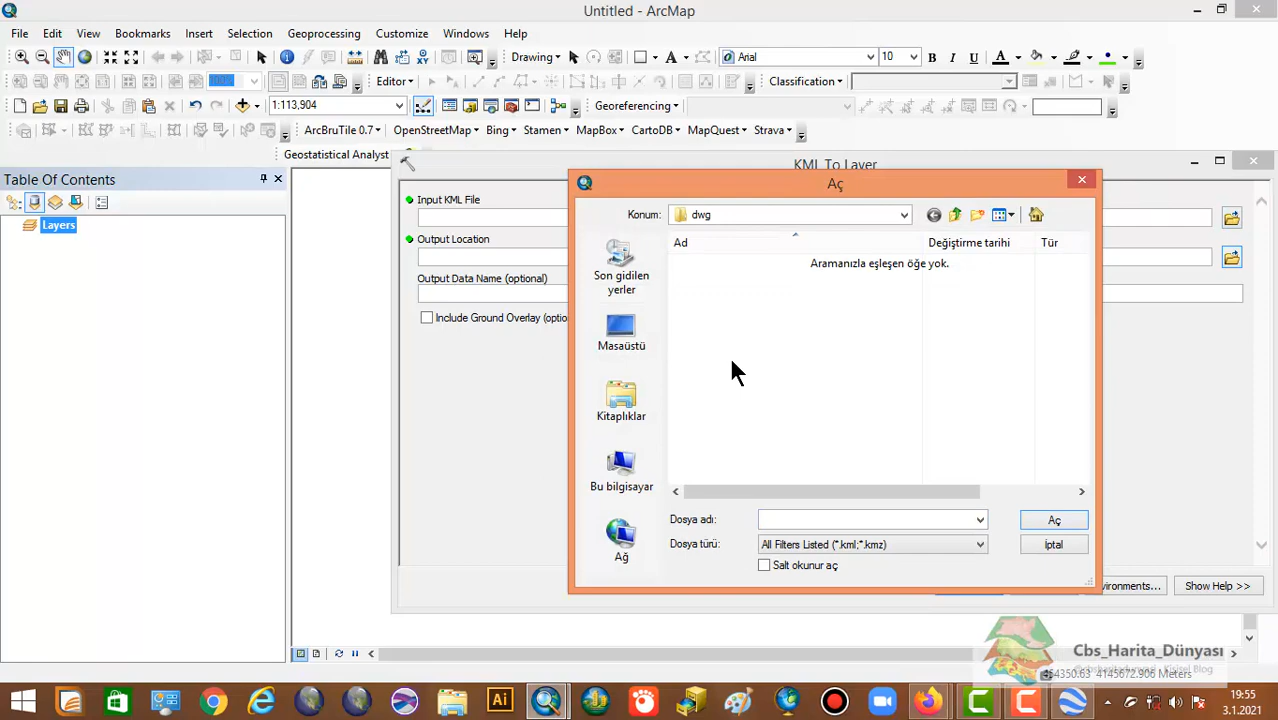 Untitled - ArcMap
File Edit View Bookmarks Insert Selection Geoprocessing Customize Windows Help
Drawing Arial 10 B I U
100% Editor Classification
1:113,904 Georeferencing
ArcBruTile 0.7 OpenStreetMap Bing Stamen MapBox CartoDB MapQuest Strava
Geostatistical Analyst
KML To Layer
Table Of Contents
Layers
Input KML File
Output Location
Output Data Name (optional)
Include Ground Overlay (optio
Aç
Konum: dwg
Ad Değiştirme tarihi Tür
Aramanızla eşleşen öğe yok.
Son gidilen
yerler
Masaüstü
Kitaplıklar
Bu bilgisayar
Ağ
Dosya adı: Aç
Dosya türü: All Filters Listed (*.kml;*.kmz) İptal
Salt okunur aç
vironments... Show Help >>
Cbs_Harita_Dünyası
454350.63 4145672.906 Meters
Ai
19:55
3.1.2021